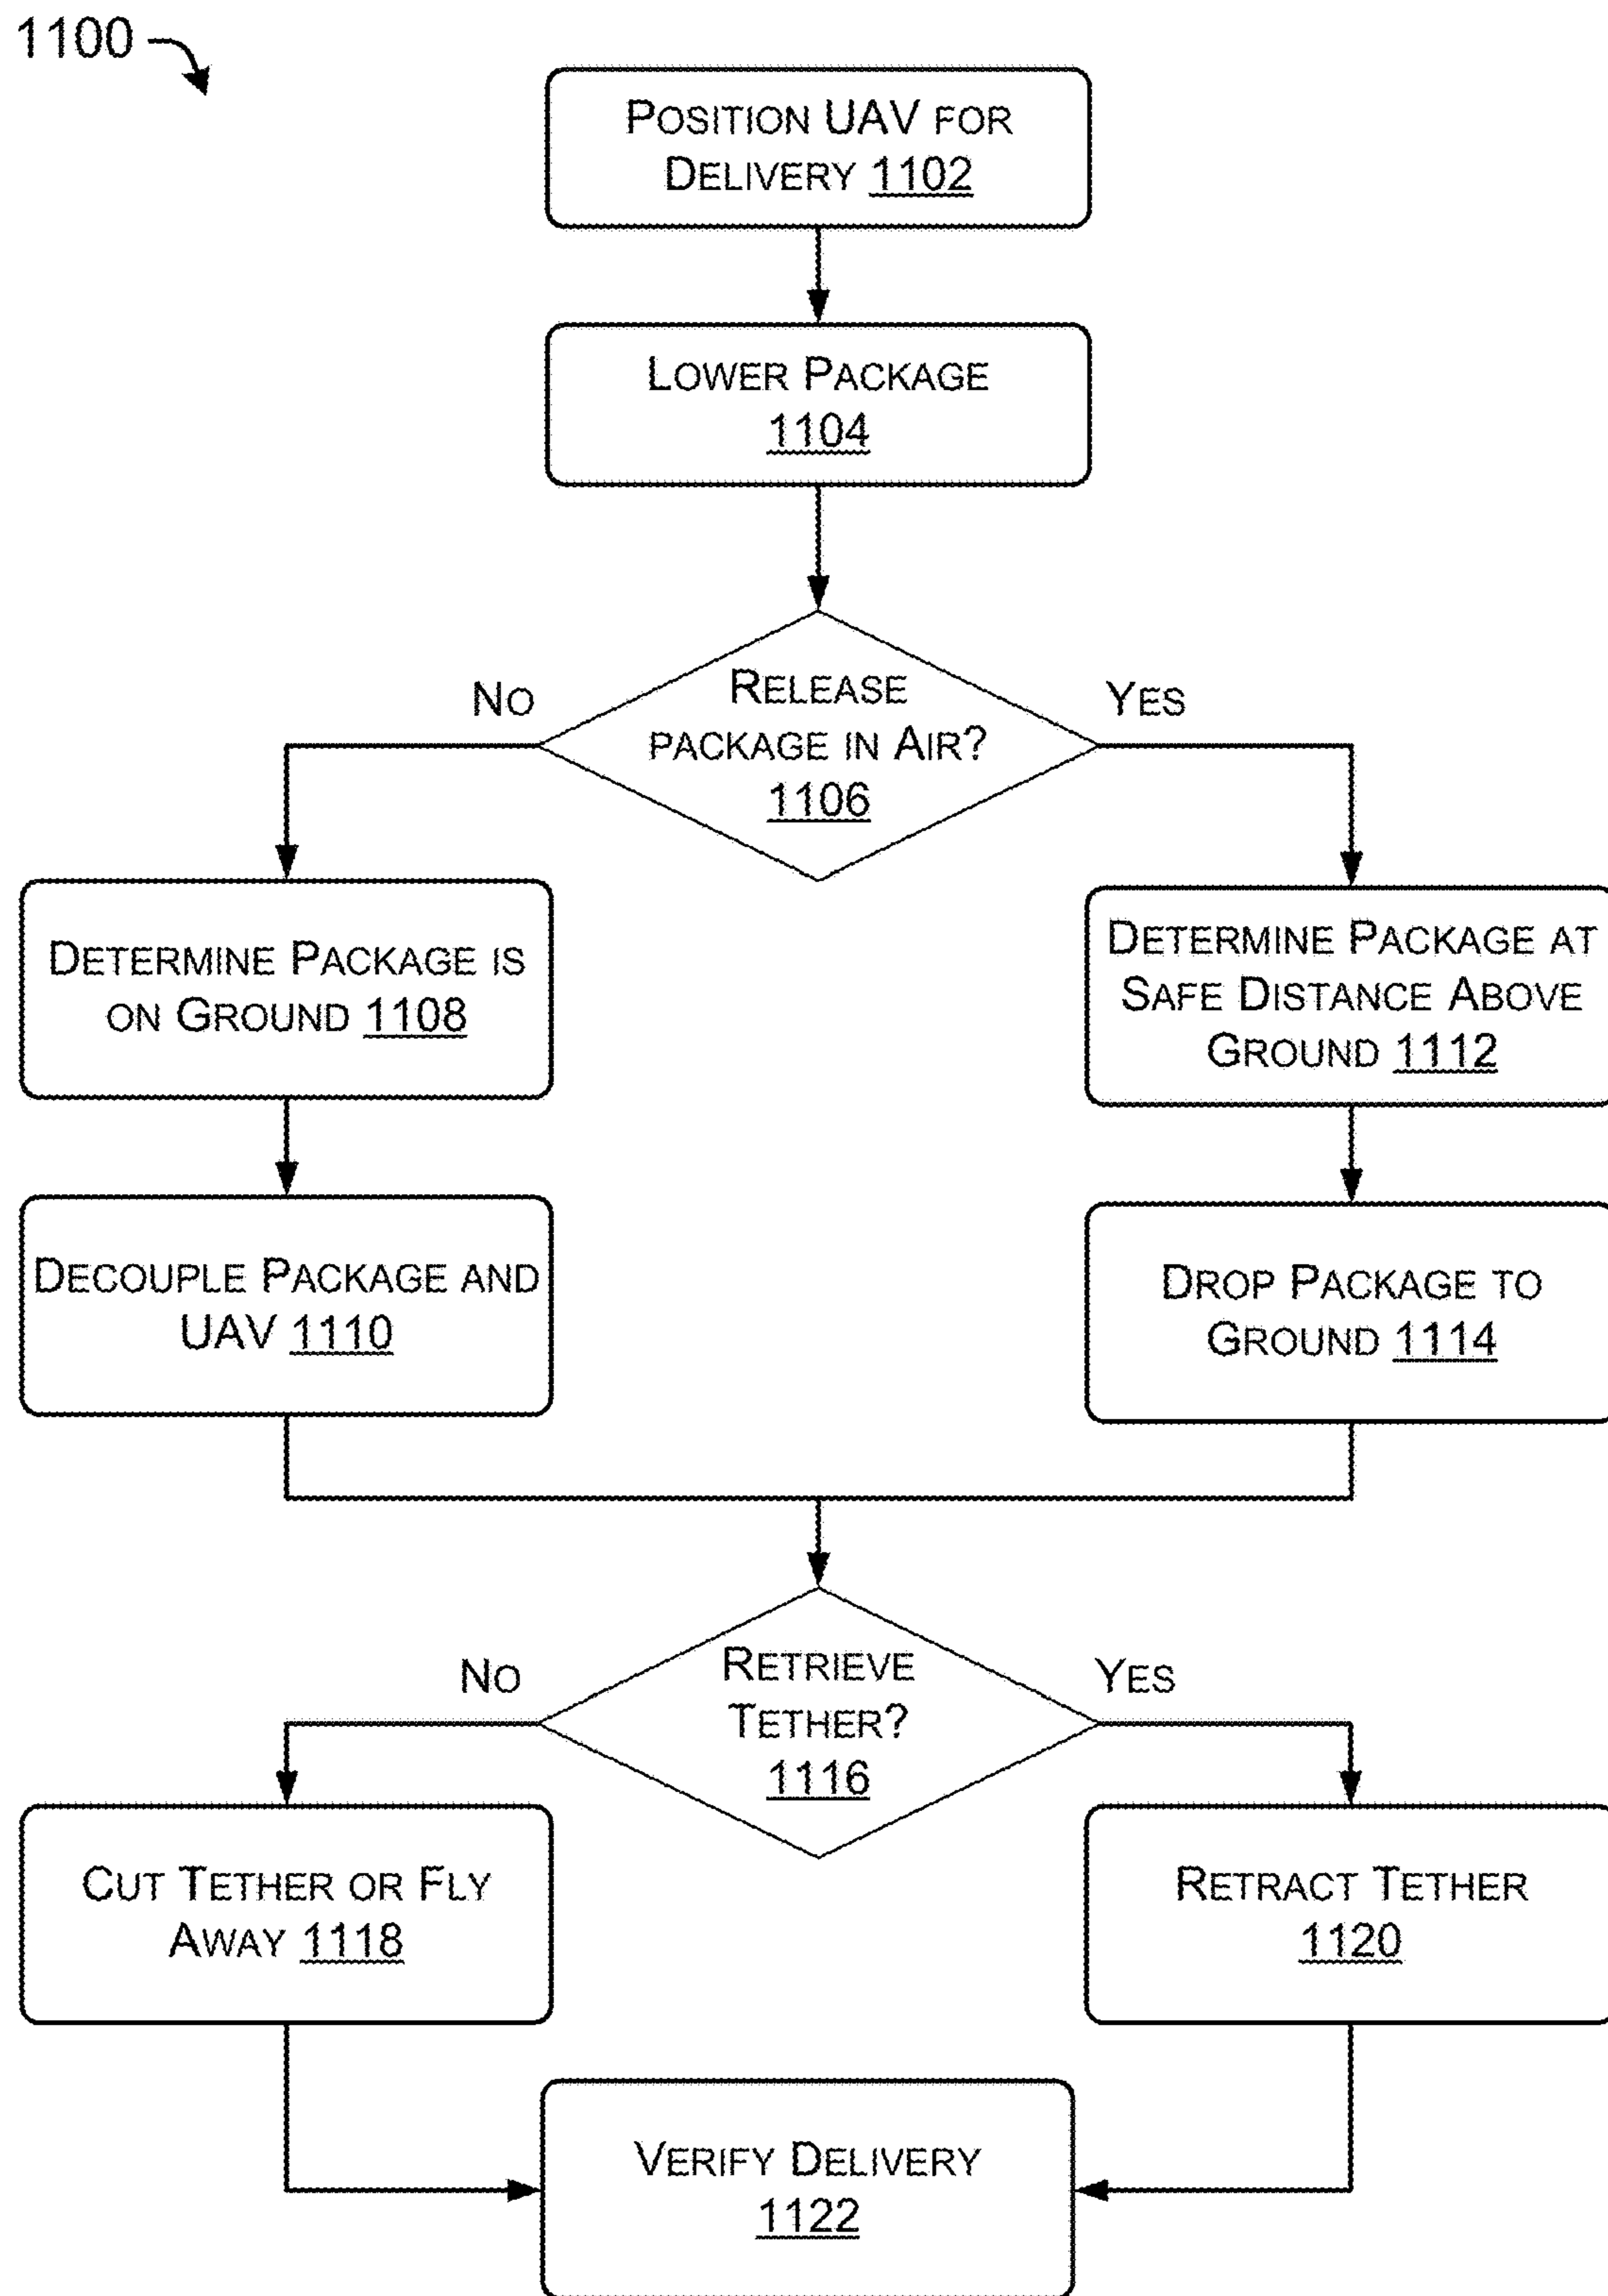 1100
POSITION UAV FOR
DELIVERY 1102
LOWER PACKAGE
1104
RELEASE
PACKAGE IN AIR?
1106
NO
YES
DETERMINE PACKAGE IS
ON GROUND 1108
DETERMINE PACKAGE AT
SAFE DISTANCE ABOVE
GROUND 1112
DECOUPLE PACKAGE AND
UAV 1110
DROP PACKAGE TO
GROUND 1114
RETRIEVE
TETHER?
1116
NO
YES
CUT TETHER OR FLY
AWAY 1118
RETRACT TETHER
1120
VERIFY DELIVERY
1122